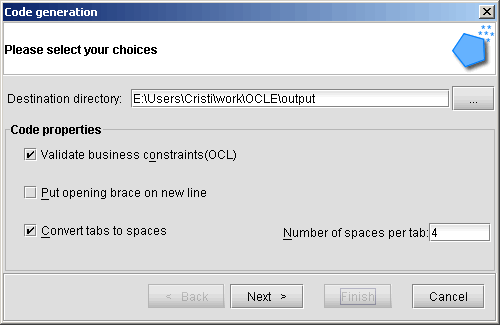 Code generation
Please select your choices
Destination directory: E:\Users\Cristi\work\OCLE\output ...
Code properties
Validate business constraints(OCL)
Put opening brace on new line
Convert tabs to spaces Number of spaces per tab: 4
< Back Next > Finish Cancel